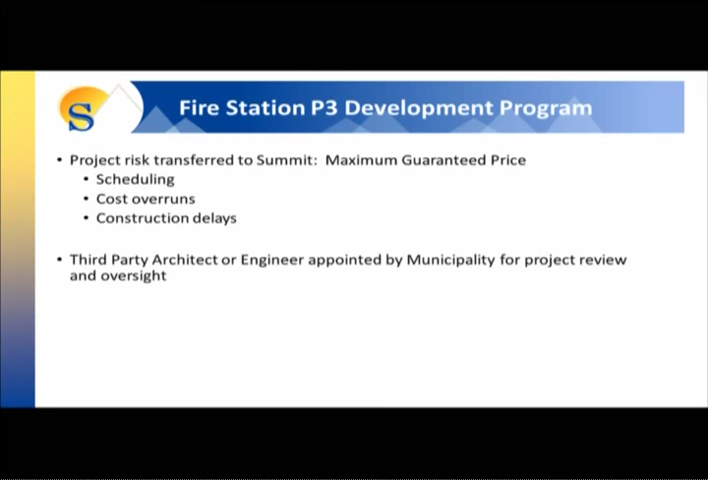 S
Fire Station P3 Development Program
• Project risk transferred to Summit: Maximum Guaranteed Price
• Scheduling
• Cost overruns
• Construction delays
• Third Party Architect or Engineer appointed by Municipality for project review
and oversight